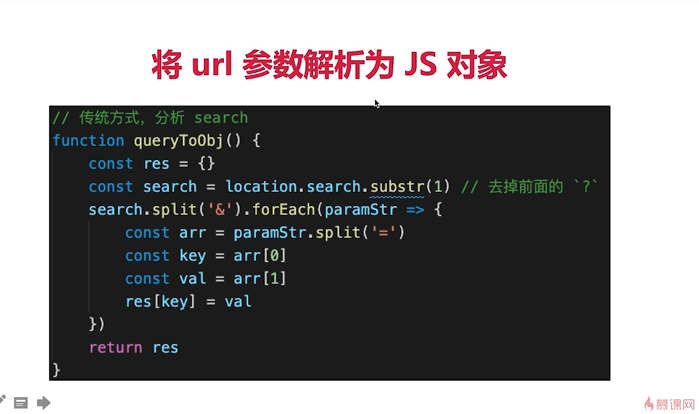 将 url 参数解析为 JS 对象
// 传统方式，分析 search
function queryToObj() {
    const res = {}
    const search = location.search.substr(1) // 去掉前面的 `?`
    search.split('&').forEach(paramStr => {
        const arr = paramStr.split('=')
        const key = arr[0]
        const val = arr[1]
        res[key] = val
    })
    return res
}
慕课网